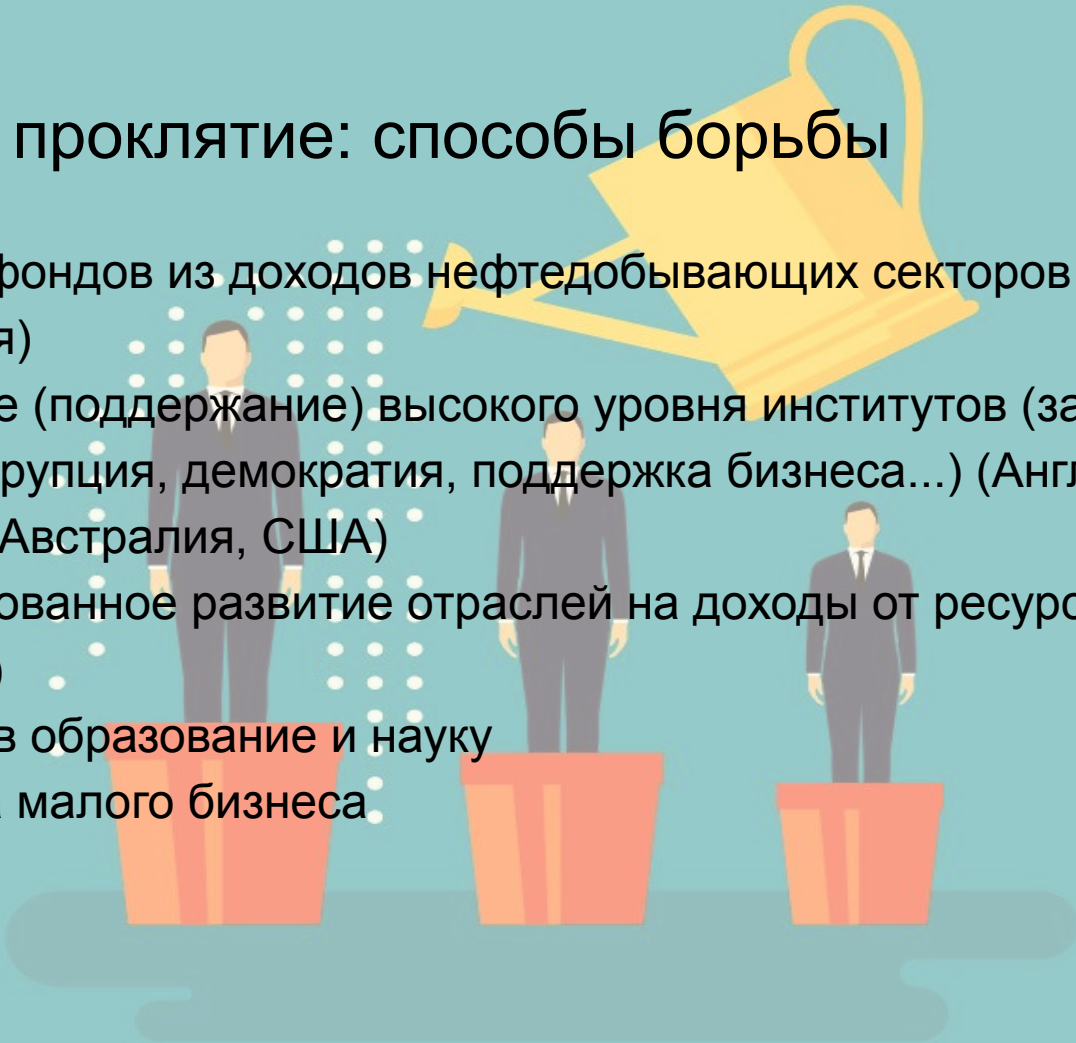 проклятие: способы борьбы
фондов из доходов нефтедобывающих секторов
я)
е (поддержание) высокого уровня институтов (за
рупция, демократия, поддержка бизнеса...) (Англ
Австралия, США)
ованное развитие отраслей на доходы от ресурс
)
в образование и науку
а малого бизнеса